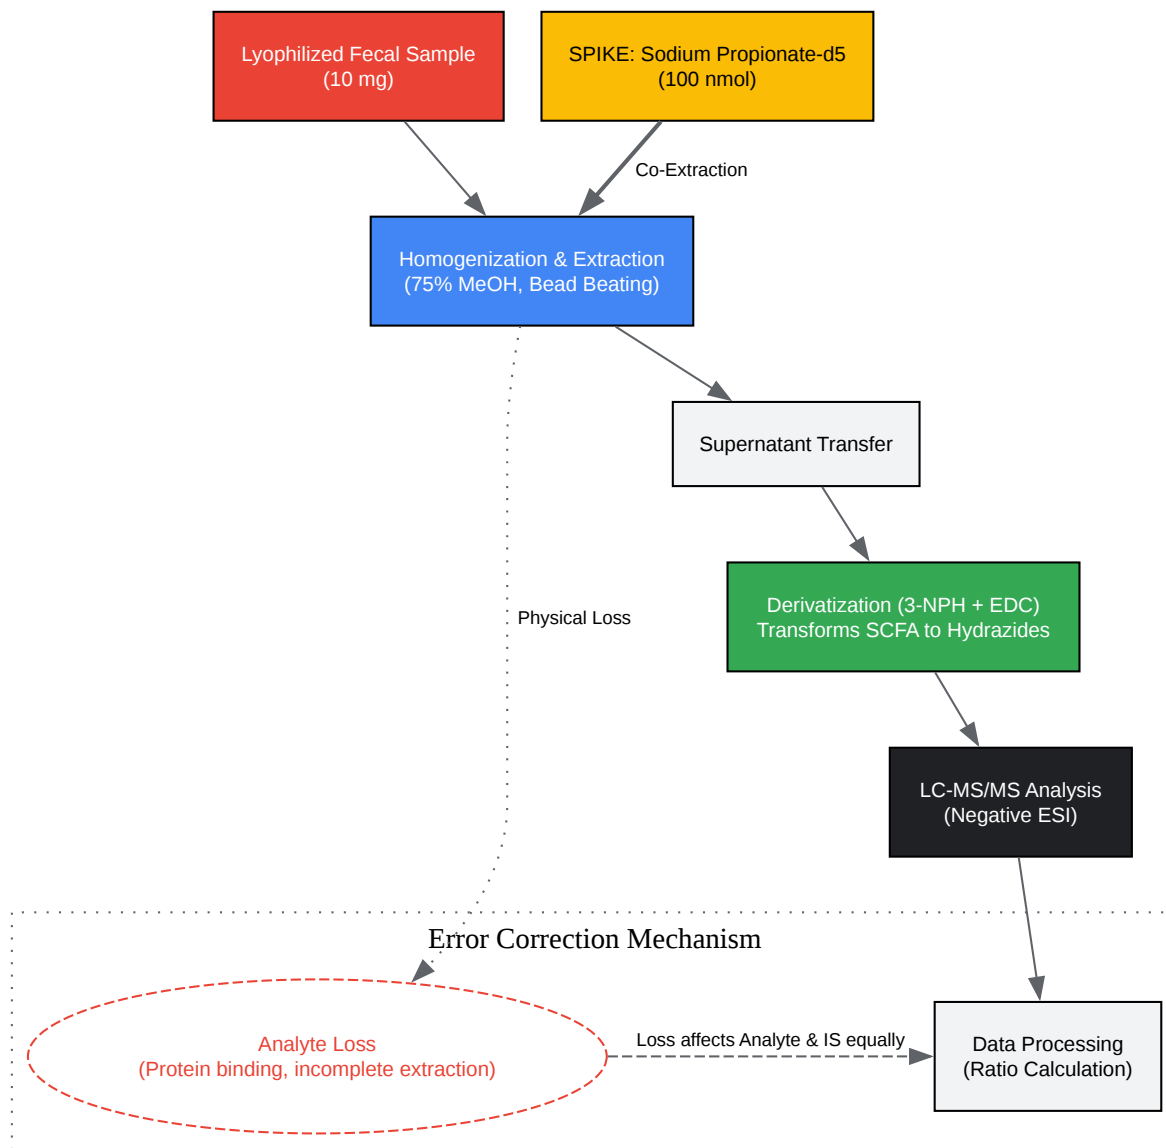 Lyophilized Fecal Sample
(10 mg)
SPIKE: Sodium Propionate-d5
(100 nmol)
Co-Extraction
Homogenization & Extraction
(75% MeOH, Bead Beating)
Supernatant Transfer
Derivatization (3-NPH + EDC)
Transforms SCFA to Hydrazides
Physical Loss
LC-MS/MS Analysis
(Negative ESI)
Error Correction Mechanism
Analyte Loss
(Protein binding, incomplete extraction)
Loss affects Analyte & IS equally
Data Processing
(Ratio Calculation)